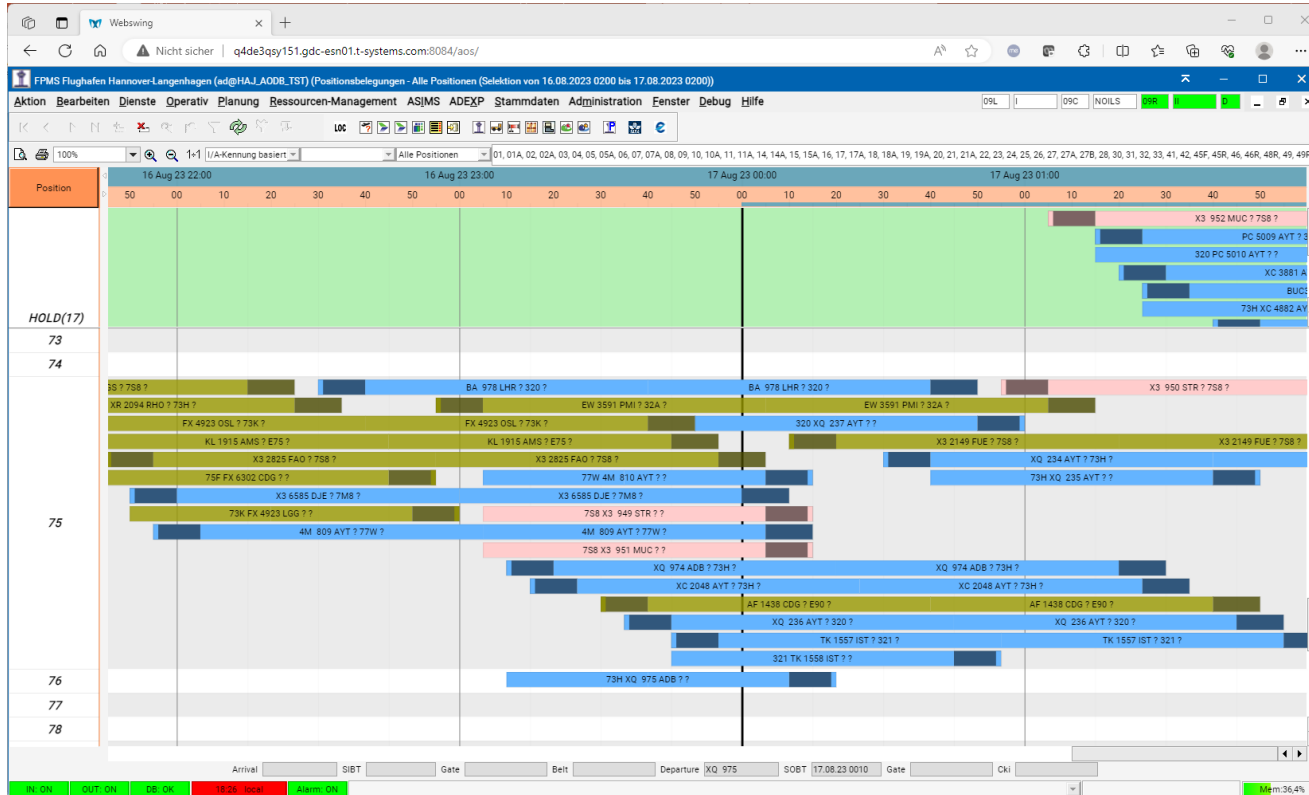 Webswing
Nicht sicher | q4de3qsy151.gdc-esn01.t-systems.com:8084/aos/
FPMS Flughafen Hannover-Langenhagen (ad@HAJ_AODB_TST) (Positionsbelegungen - Alle Positionen (Selektion von 16.08.2023 0200 bis 17.08.2023 0200))
Aktion Bearbeiten Dienste Operativ Planung Ressourcen-Management ASIMS ADEXP Stammdaten Administration Fenster Debug Hilfe 09L I 09C NOILS 09R II D
LOC
100% 1÷1 I/A-Kennung basiert Alle Positionen 01, 01A, 02, 02A, 03, 04, 05, 05A, 06, 07, 07A, 08, 09, 10, 10A, 11, 11A, 14, 14A, 15, 15A, 16, 17, 17A, 18, 18A, 19, 19A, 20, 21, 21A, 22, 23, 24, 25, 26, 27, 27A, 27B, 28, 30, 31, 32, 33, 41, 42, 45F, 45R, 46, 46R, 48R, 49, 49R
Position
16 Aug 23 22:00 16 Aug 23 23:00 17 Aug 23 00:00 17 Aug 23 01:00
50 00 10 20 30 40 50 00 10 20 30 40 50 00 10 20 30 40 50 00 10 20 30 40 50
X3 952 MUC ? 7S8 ?
PC 5009 AYT ? 3
320 PC 5010 AYT ? ?
XC 3881 A
BUC3
HOLD(17)
73H XC 4882 AY
73
74
GS ? 7S8 ? BA 978 LHR ? 320 ? BA 978 LHR ? 320 ? X3 950 STR ? 7S8 ?
XR 2094 RHO ? 73H ? EW 3591 PMI ? 32A ? EW 3591 PMI ? 32A ?
FX 4923 OSL ? 73K ? FX 4923 OSL ? 73K ? 320 XQ 237 AYT ? ?
KL 1915 AMS ? E75 ? KL 1915 AMS ? E75 ? X3 2149 FUE ? 7S8 ? X3 2149 FUE ? 7S8 ?
X3 2825 FAO ? 7S8 ? X3 2825 FAO ? 7S8 ? XQ 234 AYT ? 73H ?
75F FX 6302 CDG ? ? 77W 4M 810 AYT ? ? 73H XQ 235 AYT ? ?
X3 6585 DJE ? 7M8 ? X3 6585 DJE ? 7M8 ?
73K FX 4923 LGG ? ? 7S8 X3 949 STR ? ?
75
4M 809 AYT ? 77W ? 4M 809 AYT ? 77W ?
7S8 X3 951 MUC ? ?
XQ 974 ADB ? 73H ? XQ 974 ADB ? 73H ?
XC 2048 AYT ? 73H ? XC 2048 AYT ? 73H ?
AF 1438 CDG ? E90 ? AF 1438 CDG ? E90 ?
XQ 236 AYT ? 320 ? XQ 236 AYT ? 320 ?
TK 1557 IST ? 321 ? TK 1557 IST ? 321 ?
321 TK 1558 IST ? ?
76 73H XQ 975 ADB ? ?
77
78
Arrival SIBT Gate Belt Departure XQ 975 SOBT 17.08.23 0010 Gate Cki
IN: ON OUT: ON DB: OK 18:26 local Alarm: ON Mem:36,4%